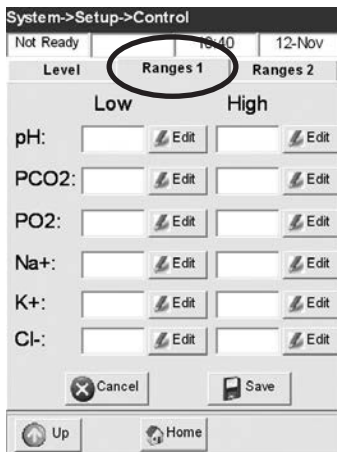 System->Setup->Control
Not Ready 10:40 12-Nov
Level Ranges 1 Ranges 2
Low High
pH: Edit Edit
PCO2: Edit Edit
PO2: Edit Edit
Na+: Edit Edit
K+: Edit Edit
Cl-: Edit Edit
Cancel Save
Up Home